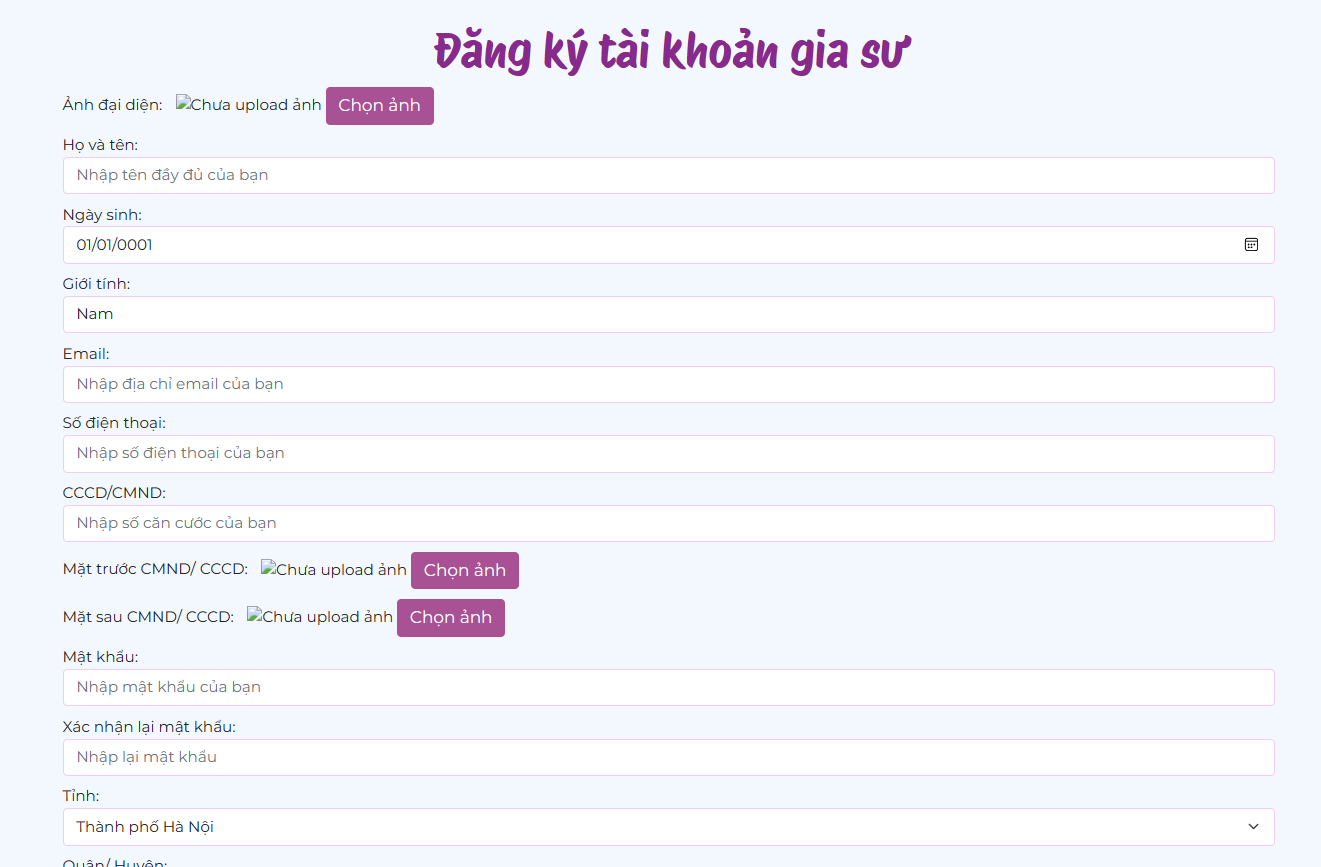 Đăng ký tài khoản gia sư
Ảnh đại diện: Chưa upload ảnh Chọn ảnh
Họ và tên:
Nhập tên đầy đủ của bạn
Ngày sinh:
01/01/0001
Giới tính:
Nam
Email:
Nhập địa chỉ email của bạn
Số điện thoại:
Nhập số điện thoại của bạn
CCCD/CMND:
Nhập số căn cước của bạn
Mặt trước CMND/ CCCD: Chưa upload ảnh Chọn ảnh
Mặt sau CMND/ CCCD: Chưa upload ảnh Chọn ảnh
Mật khẩu:
Nhập mật khẩu của bạn
Xác nhận lại mật khẩu:
Nhập lại mật khẩu
Tỉnh:
Thành phố Hà Nội
Quận/ Huyện: